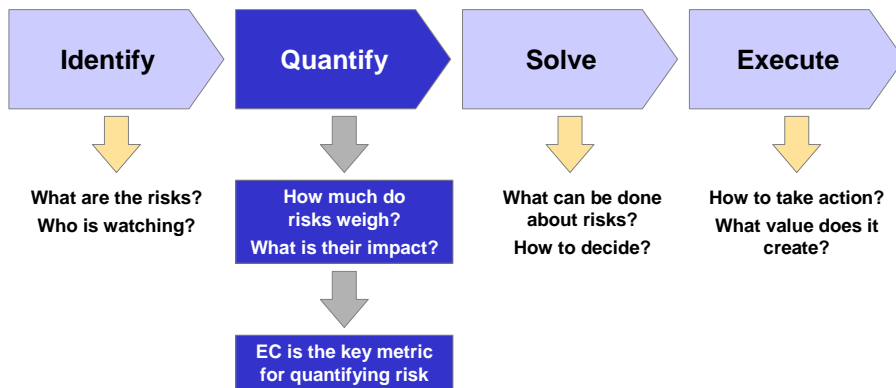 Identify
Quantify
Solve
Execute
What are the risks?
Who is watching?
How much do
risks weigh?
What is their impact?
What can be done
about risks?
How to decide?
How to take action?
What value does it
create?
EC is the key metric
for quantifying risk